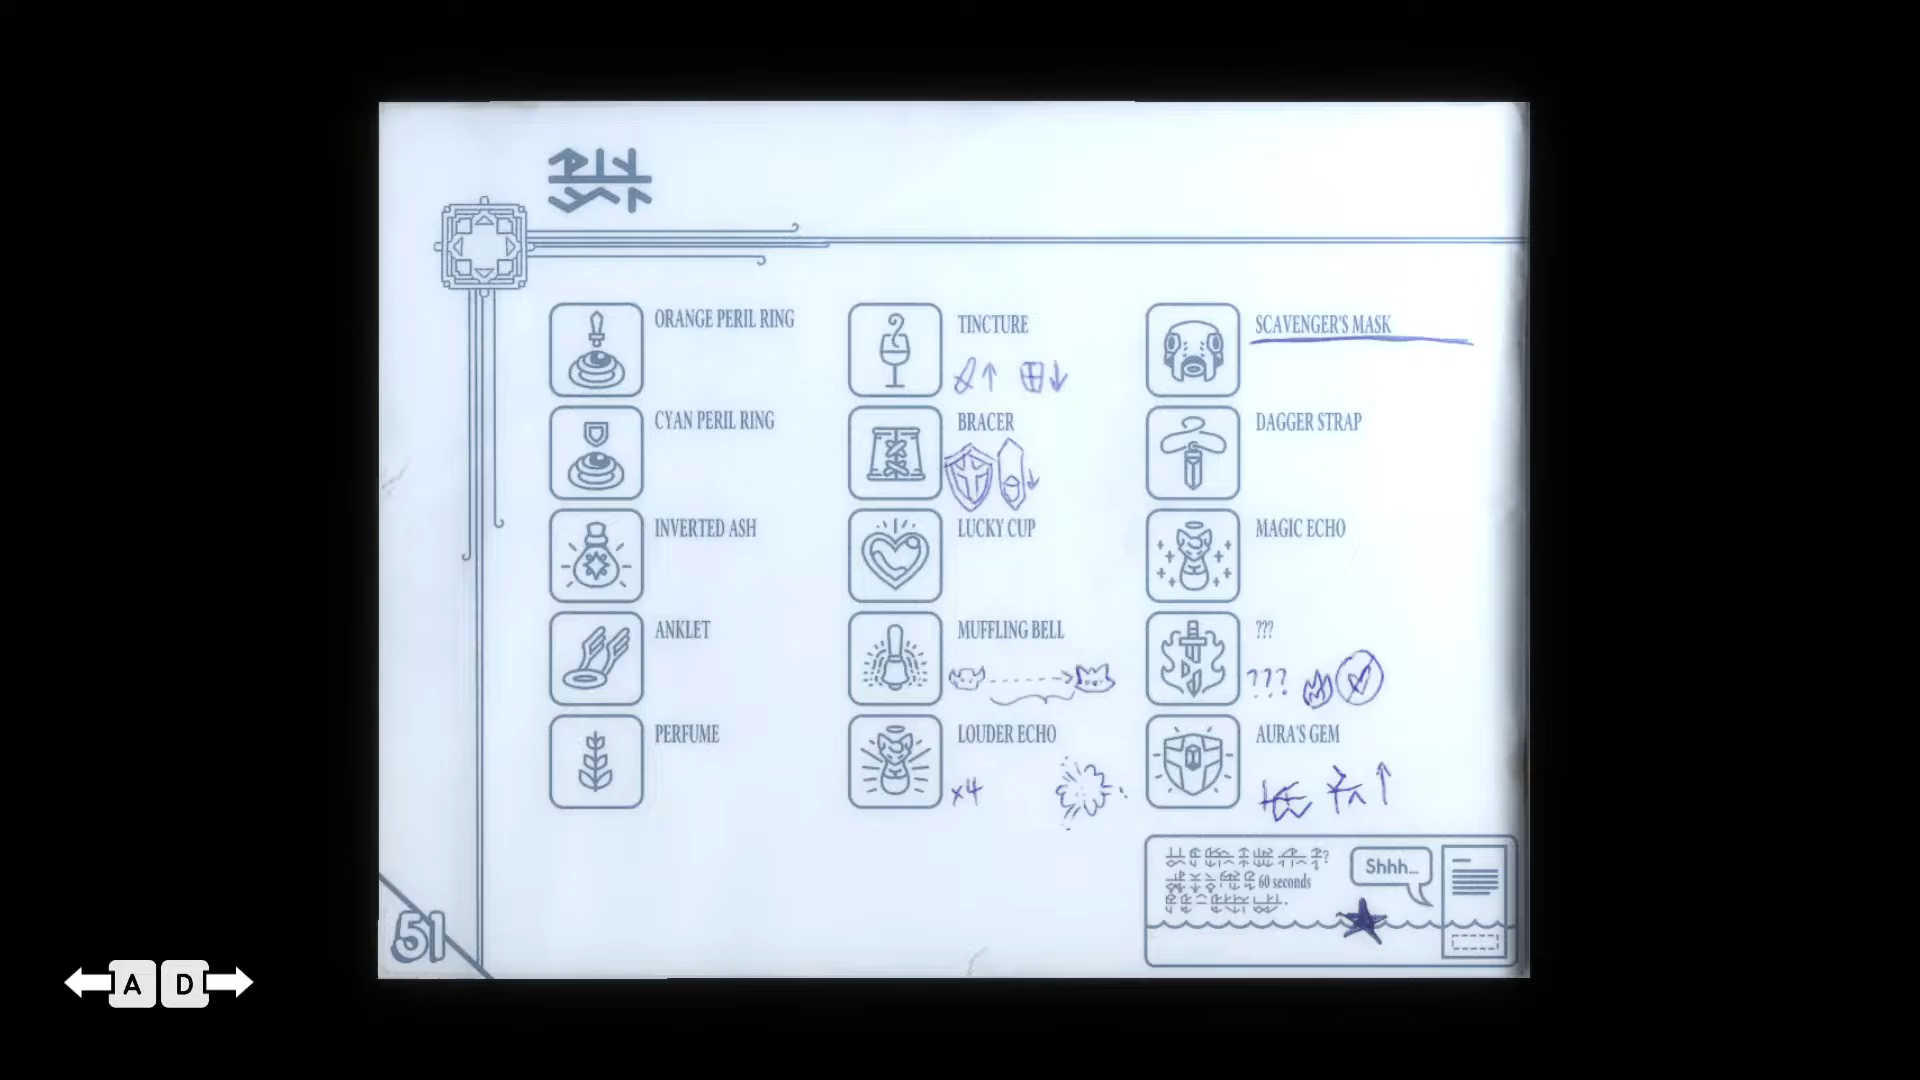 ORANGE PERIL RING
CYAN PERIL RING
INVERTED ASH
ANKLET
PERFUME
TINCTURE
BRACER
LUCKY CUP
MUFFLING BELL
LOUDER ECHO
x4
SCAVENGER'S MASK
DAGGER STRAP
MAGIC ECHO
???
???
AURA'S GEM
60 seconds
Shhh...
51
A D